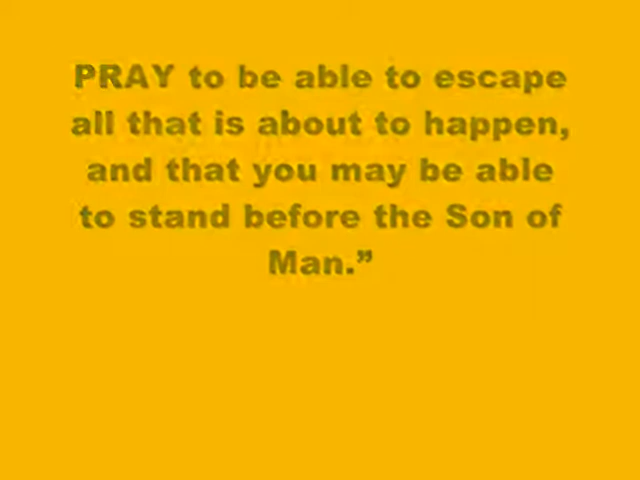 PRAY to be able to escape
all that is about to happen,
and that you may be able
to stand before the Son of
Man.”